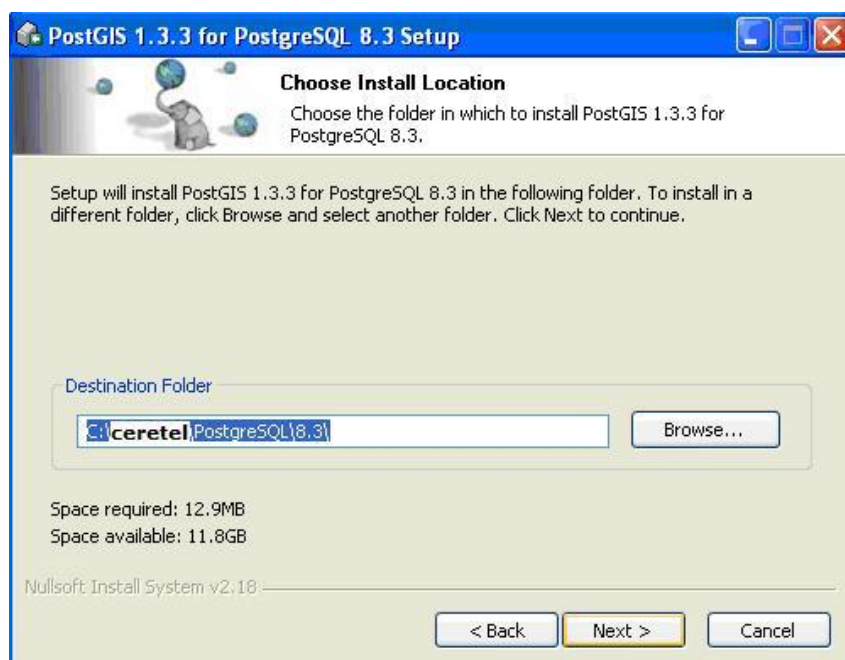 PostGIS 1.3.3 for PostgreSQL 8.3 Setup
Choose Install Location
Choose the folder in which to install PostGIS 1.3.3 for
PostgreSQL 8.3.
Setup will install PostGIS 1.3.3 for PostgreSQL 8.3 in the following folder. To install in a
different folder, click Browse and select another folder. Click Next to continue.
Destination Folder
C:\ceretel\PostgreSQL\8.3\
Browse...
Space required: 12.9MB
Space available: 11.8GB
Nullsoft Install System v2.18
< Back
Next >
Cancel